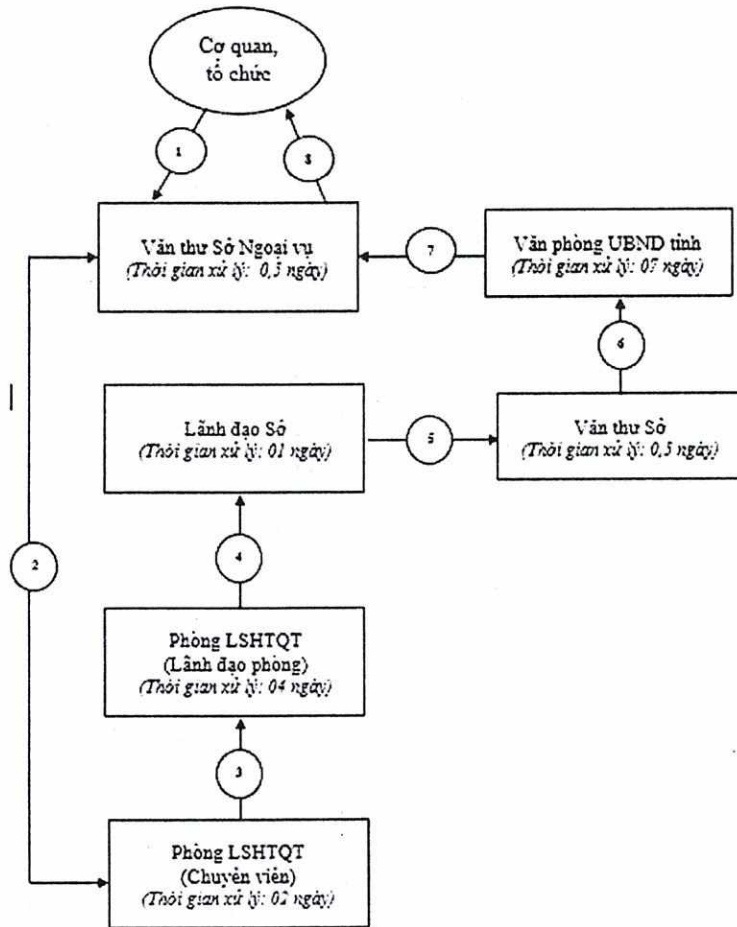 Cơ quan,
tổ chức
1
8
Văn thư Sở Ngoại vụ
(Thời gian xử lý: 0,5 ngày)
7
Văn phòng UBND tỉnh
(Thời gian xử lý: 07 ngày)
6
Lãnh đạo Sở
(Thời gian xử lý: 01 ngày)
5
Văn thư Sở
(Thời gian xử lý: 0,5 ngày)
2
4
Phòng LSHTQT
(Lãnh đạo phòng)
(Thời gian xử lý: 04 ngày)
3
Phòng LSHTQT
(Chuyên viên)
(Thời gian xử lý: 02 ngày)